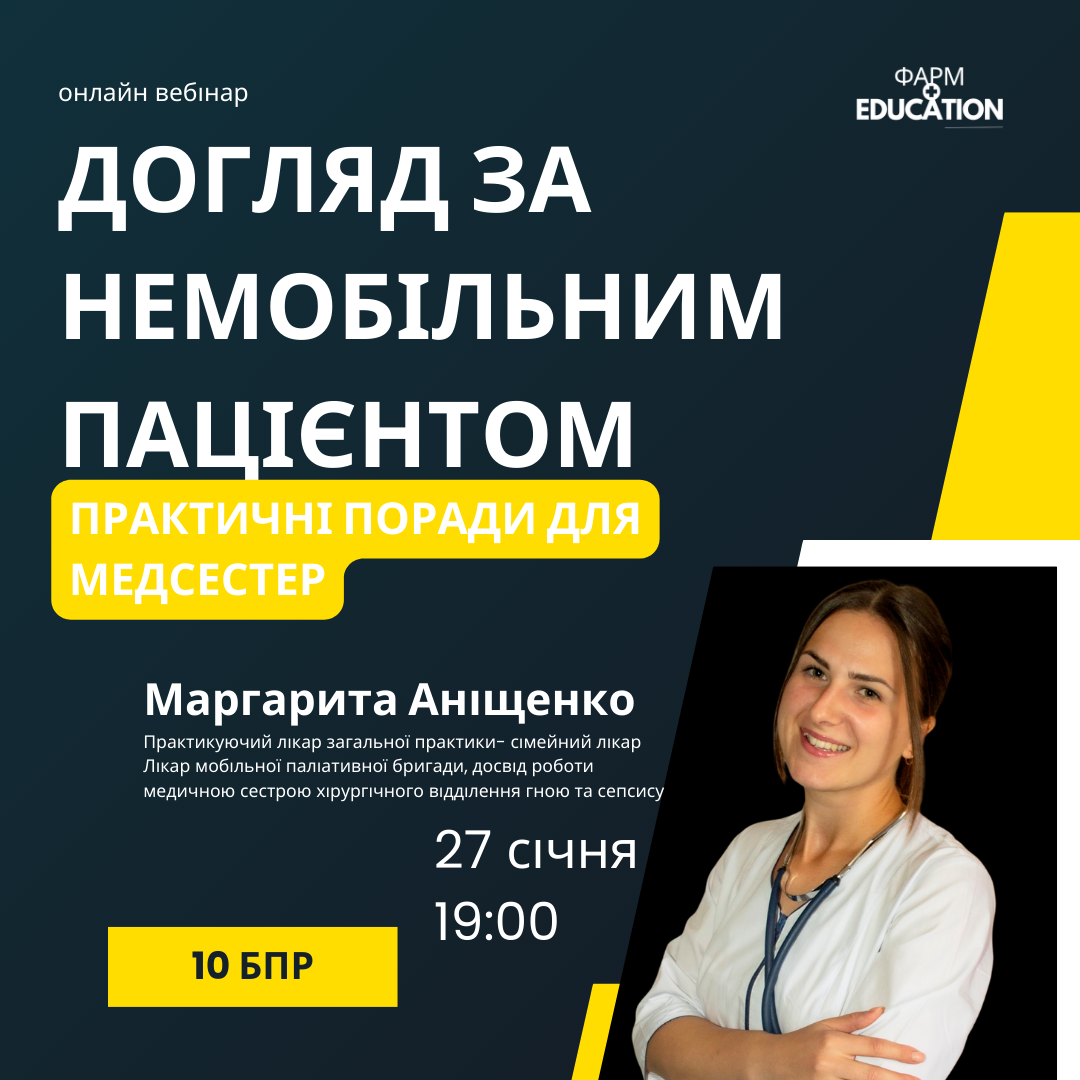 онлайн вебінар
ФАРМ
EDUCATION
ДОГЛЯД ЗА
НЕМОБІЛЬНИМ
ПАЦІЄНТОМ
ПРАКТИЧНІ ПОРАДИ ДЛЯ
МЕДСЕСТЕР
Маргарита Аніщенко
Практикуючий лікар загальної практики- сімейний лікар
Лікар мобільної паліативної бригади, досвід роботи
медичною сестрою хірургічного відділення гною та сепсису
27 січня
19:00
10 БПР